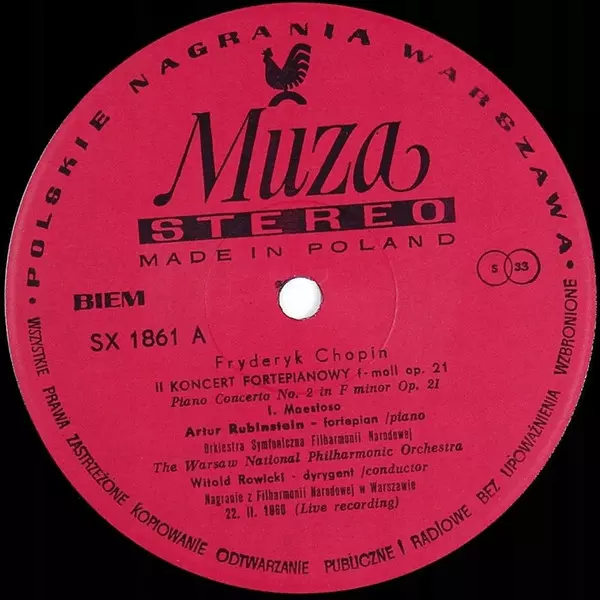 • POLSKIE NAGRANIA WARSZAWA •
Muza
STEREO
MADE IN POLAND
BIEM
S 33
SX 1861 A
Fryderyk Chopin
II KONCERT FORTEPIANOWY f-moll op. 21
Piano Concerto No. 2 in F minor Op. 21
I. Maestoso
Artur Rubinstein - fortepian /piano
Orkiestra Symfoniczna Filharmonii Narodowej
The Warsaw National Philharmonic Orchestra
Witold Rowicki - dyrygent /conductor
Nagranie z Filharmonii Narodowej w Warszawie
22. II. 1960 (Live recording)
WSZYSTKIE PRAWA ZASTRZEŻONE KOPIOWANIE ODTWARZANIE PUBLICZNE I RADIOWE BEZ UPOWAŻNIENIA WZBRONIONE